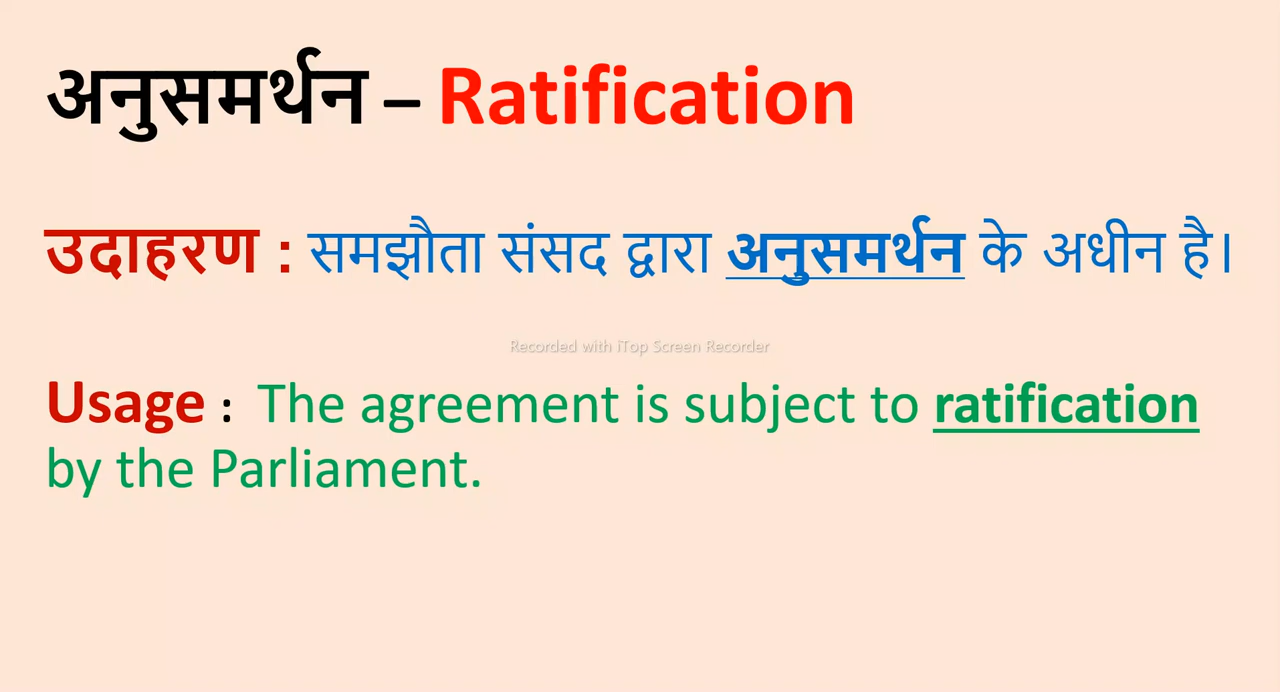 अनुसमर्थन – Ratification
उदाहरण : समझौता संसद द्वारा अनुसमर्थन के अधीन है।
Recorded with iTop Screen Recorder
Usage : The agreement is subject to ratification
by the Parliament.